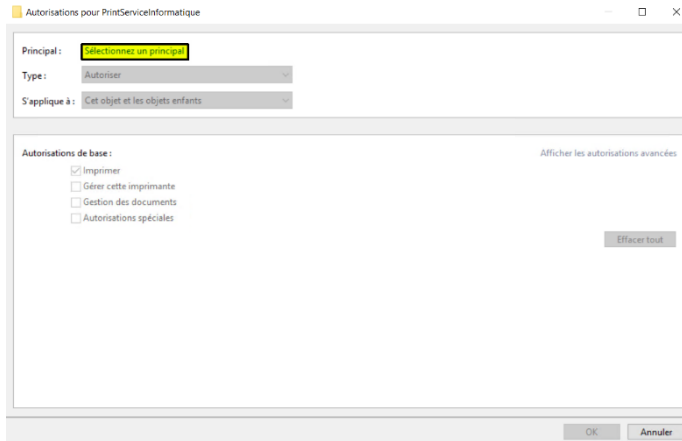 Autorisations pour PrintServiceInformatique
Principal : Sélectionnez un principal
Type : Autoriser
S'applique à : Cet objet et les objets enfants
Autorisations de base : Afficher les autorisations avancées
Imprimer
Gérer cette imprimante
Gestion des documents
Autorisations spéciales
Effacer tout
OK Annuler